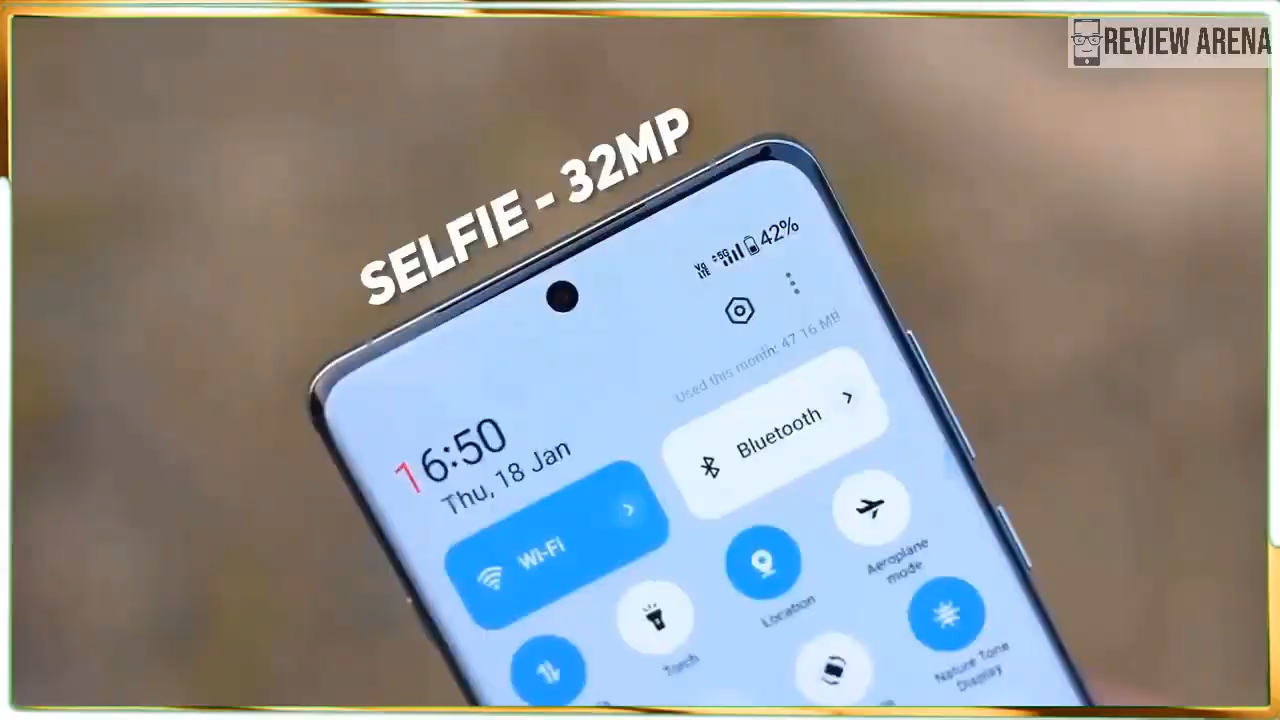 REVIEW ARENA
SELFIE - 32MP
5G
42%
Used this month: 47 16 MB
16:50
Thu, 18 Jan
Bluetooth
Wi-Fi
Aeroplane
mode
Location
Torch
Nature Tone
Display